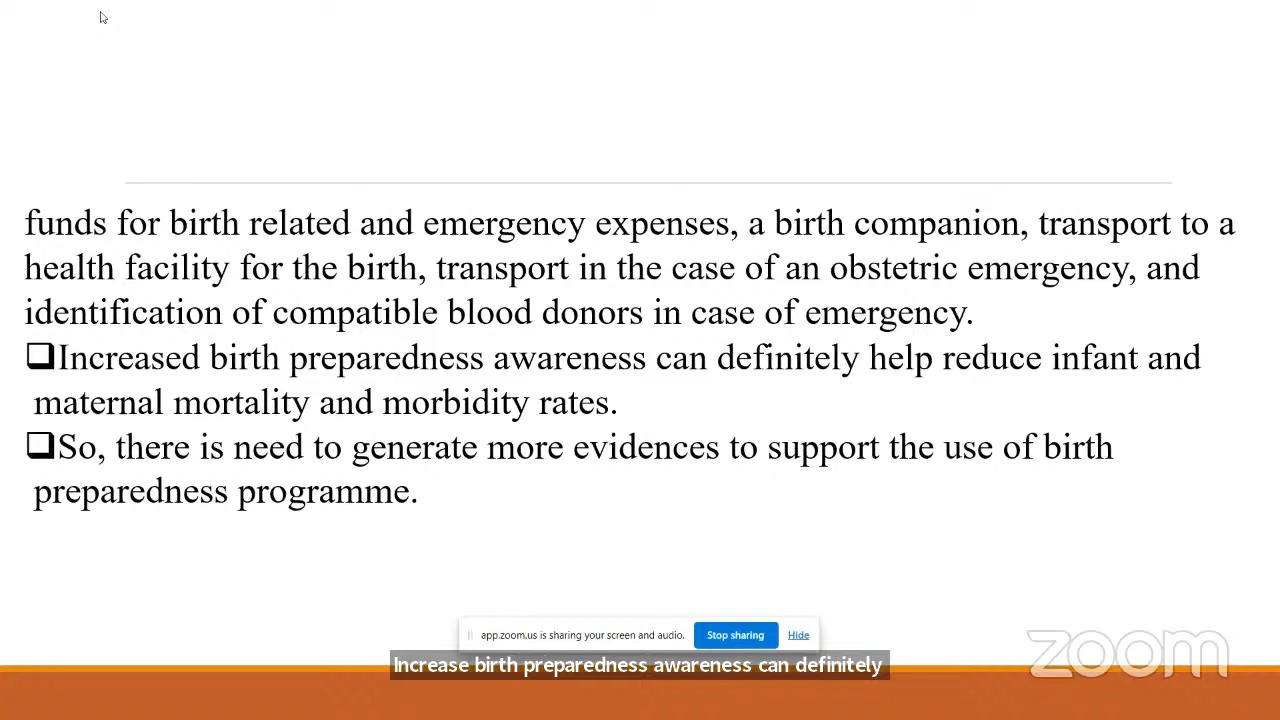 funds for birth related and emergency expenses, a birth companion, transport to a
health facility for the birth, transport in the case of an obstetric emergency, and
identification of compatible blood donors in case of emergency.
❑Increased birth preparedness awareness can definitely help reduce infant and
maternal mortality and morbidity rates.
❑So, there is need to generate more evidences to support the use of birth
preparedness programme.
app.zoom.us is sharing your screen and audio. Stop sharing Hide
Increase birth preparedness awareness can definitely
zoom